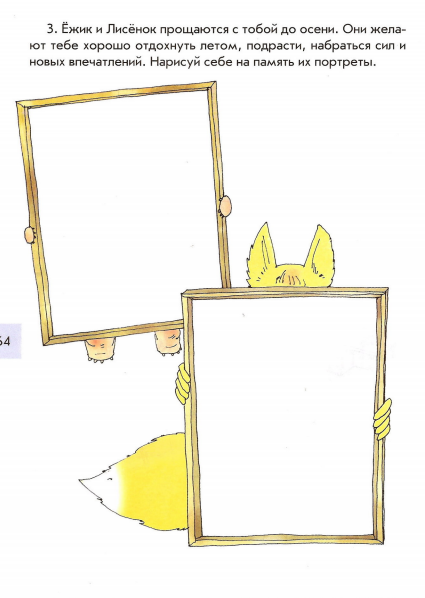 3. Ёжик и Лисёнок прощаются с тобой до осени. Они жела-
ют тебе хорошо отдохнуть летом, подрасти, набраться сил и
новых впечатлений. Нарисуй себе на память их портреты.
64